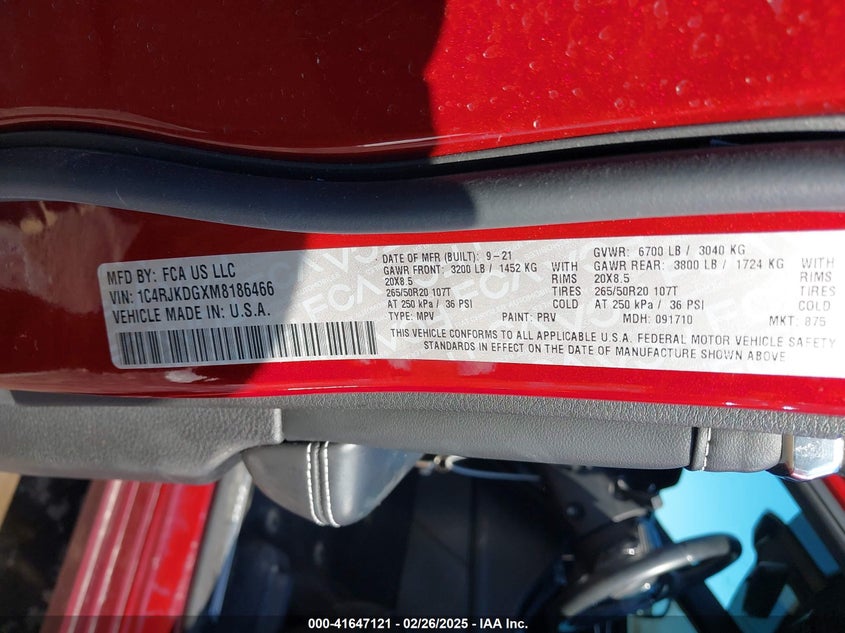 MFD BY: FCA US LLC
VIN: 1C4RJKDGXM8186466
VEHICLE MADE IN: U.S.A.
DATE OF MFR (BUILT): 9-21
GVWR: 6700 LB / 3040 KG
GAWR FRONT: 3200 LB / 1452 KG
GAWR REAR: 3800 LB / 1724 KG
20X8.5 RIMS 20X8.5 RIMS
265/50R20 107T TIRES 265/50R20 107T TIRES
AT 250 kPa / 36 PSI COLD AT 250 kPa / 36 PSI COLD
TYPE: MPV PAINT: PRV MDH: 091710 MKT: 875
THIS VEHICLE CONFORMS TO ALL APPLICABLE U.S.A. FEDERAL MOTOR VEHICLE SAFETY
STANDARDS IN EFFECT ON THE DATE OF MANUFACTURE SHOWN ABOVE
000-41647121 - 02/26/2025 - IAA Inc.